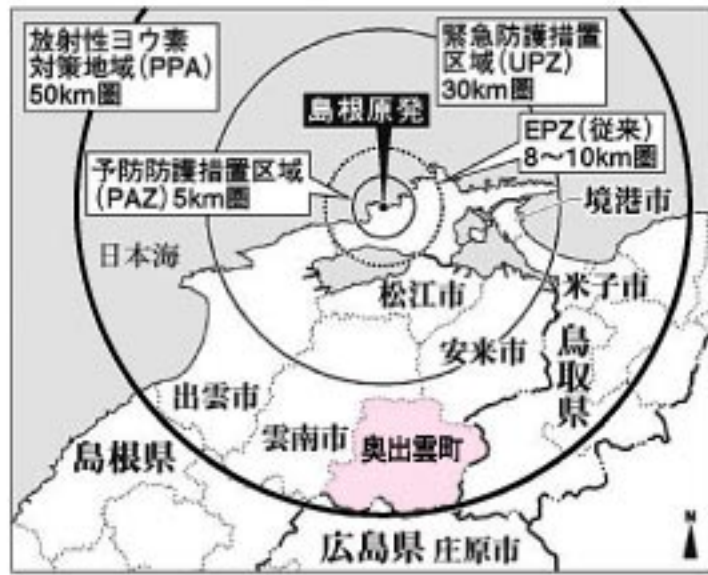 放射性ヨウ素
対策地域(PPA)
50km圏
緊急防護措置
区域(UPZ)
30km圏
島根原発
EPZ(従来)
8〜10km圏
予防防護措置区域
(PAZ)5km圏
境港市
日本海
松江市
米子市
安来市
鳥取県
出雲市
雲南市
奥出雲町
島根県
広島県
庄原市
N